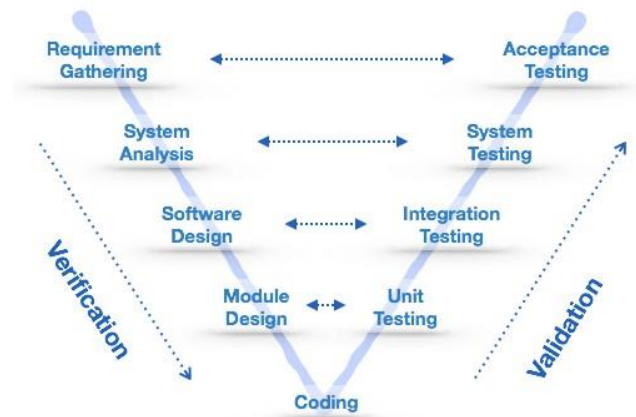 Requirement
Gathering
Acceptance
Testing
System
Analysis
System
Testing
Software
Design
Integration
Testing
Module
Design
Unit
Testing
Coding
Verification
Validation